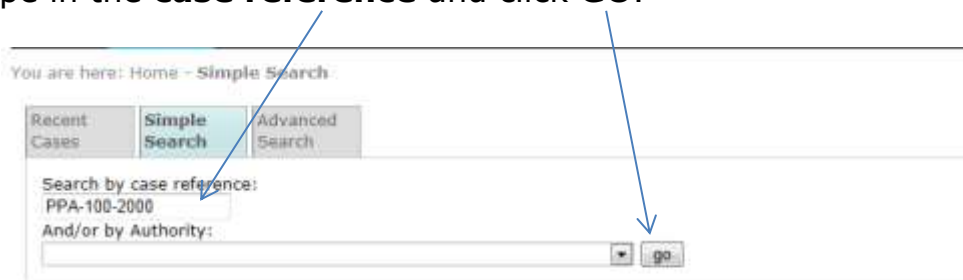 in the case reference and click GO.
You are here: Home - Simple Search
Recent Cases
Simple Search
Advanced Search
Search by case reference:
PPA-100-2000
And/or by Authority:
go